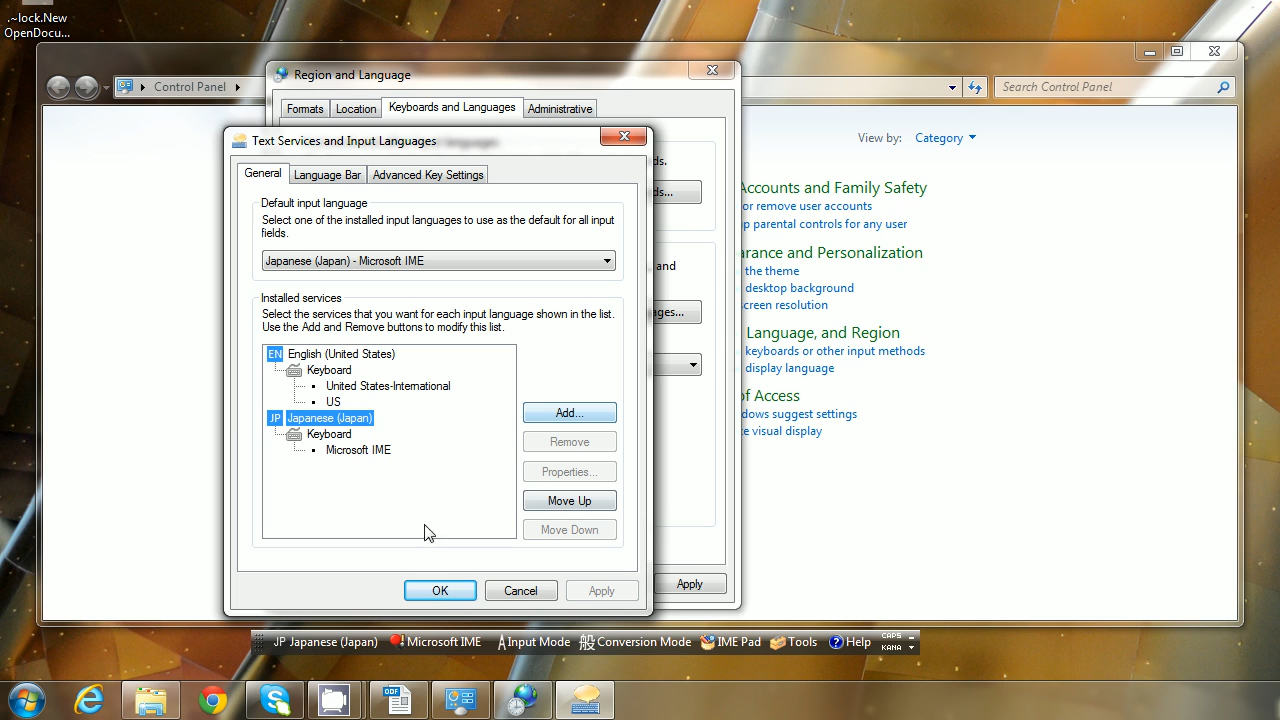 .~lock.New
OpenDocu...
Control Panel
Search Control Panel
Region and Language
Formats
Location
Keyboards and Languages
Administrative
View by:
Category
Text Services and Input Languages
General
Language Bar
Advanced Key Settings
Default input language
Select one of the installed input languages to use as the default for all input
fields.
Japanese (Japan) - Microsoft IME
Installed services
Select the services that you want for each input language shown in the list.
Use the Add and Remove buttons to modify this list.
EN English (United States)
Keyboard
United States-International
US
JP Japanese (Japan)
Keyboard
Microsoft IME
Add...
Remove
Properties...
Move Up
Move Down
OK
Cancel
Apply
ds.
ds...
and
ges...
Apply
Accounts and Family Safety
or remove user accounts
p parental controls for any user
arance and Personalization
the theme
desktop background
screen resolution
Language, and Region
keyboards or other input methods
display language
of Access
dows suggest settings
e visual display
JP Japanese (Japan) Microsoft IME A Input Mode 般 Conversion Mode IME Pad Tools Help CAPS
KANA
ODF